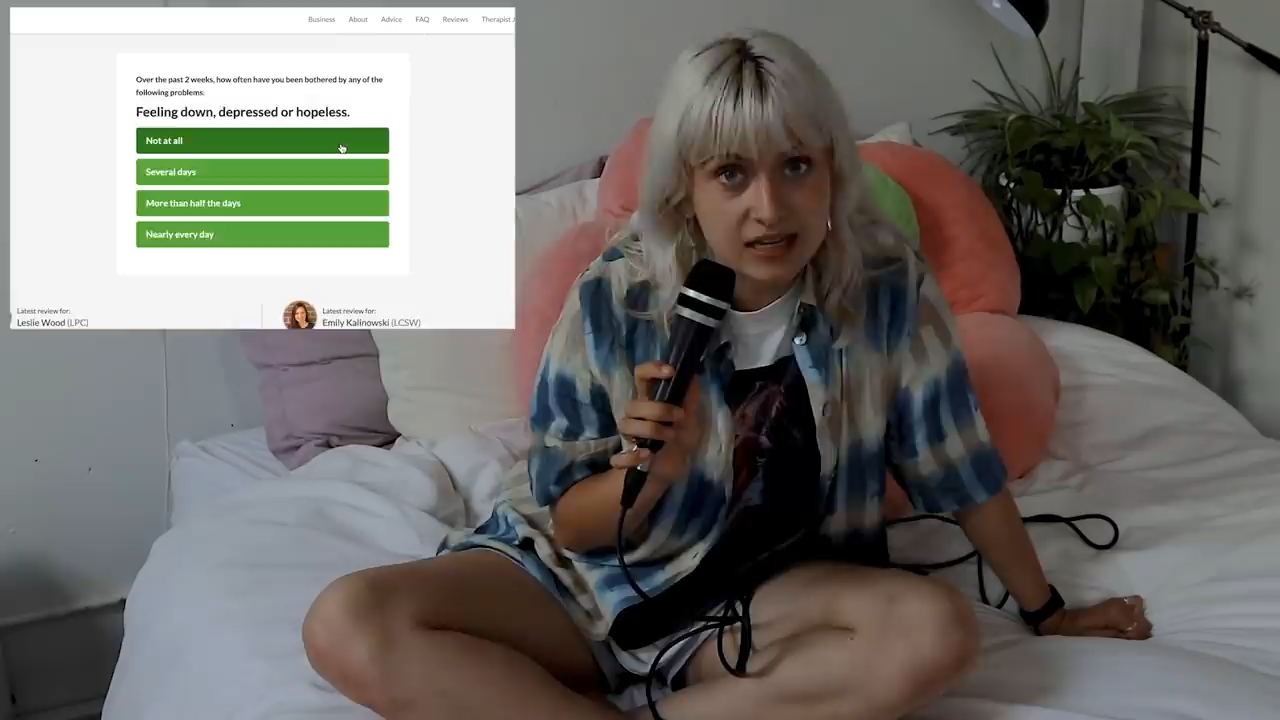 Business About Advice FAQ Reviews Therapist
Over the past 2 weeks, how often have you been bothered by any of the
following problems:
Feeling down, depressed or hopeless.
Not at all
Several days
More than half the days
Nearly every day
Latest review for:
Leslie Wood (LPC)
Latest review for:
Emily Kalinowski (LCSW)